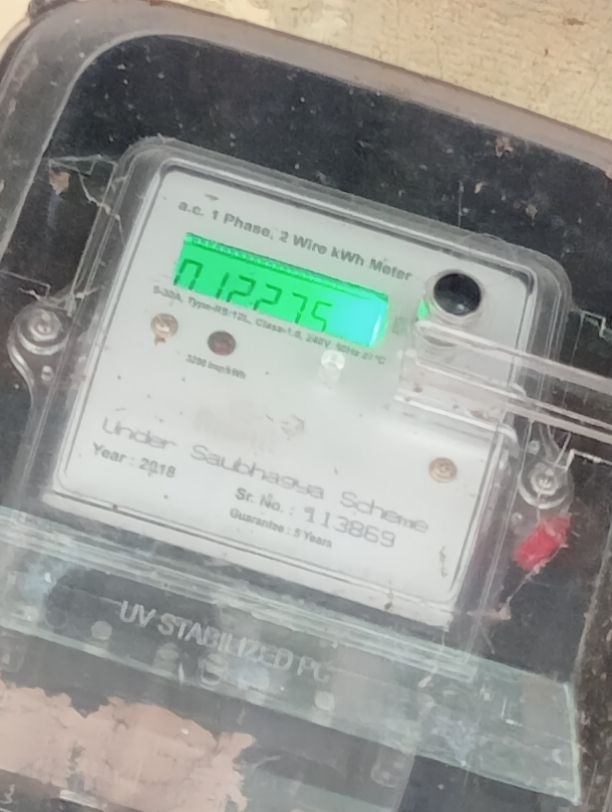 a.c. 1 Phase, 2 Wire kWh Meter
012275
5-30A, Type-RS-12L, Class-1.0, 240V, 50Hz 27°C
3200 imp/kWh
Under Saubhagya Scheme
Year : 2018
Sr. No. : 113869
Guarantee : 5 Years
UV STABILIZED PC